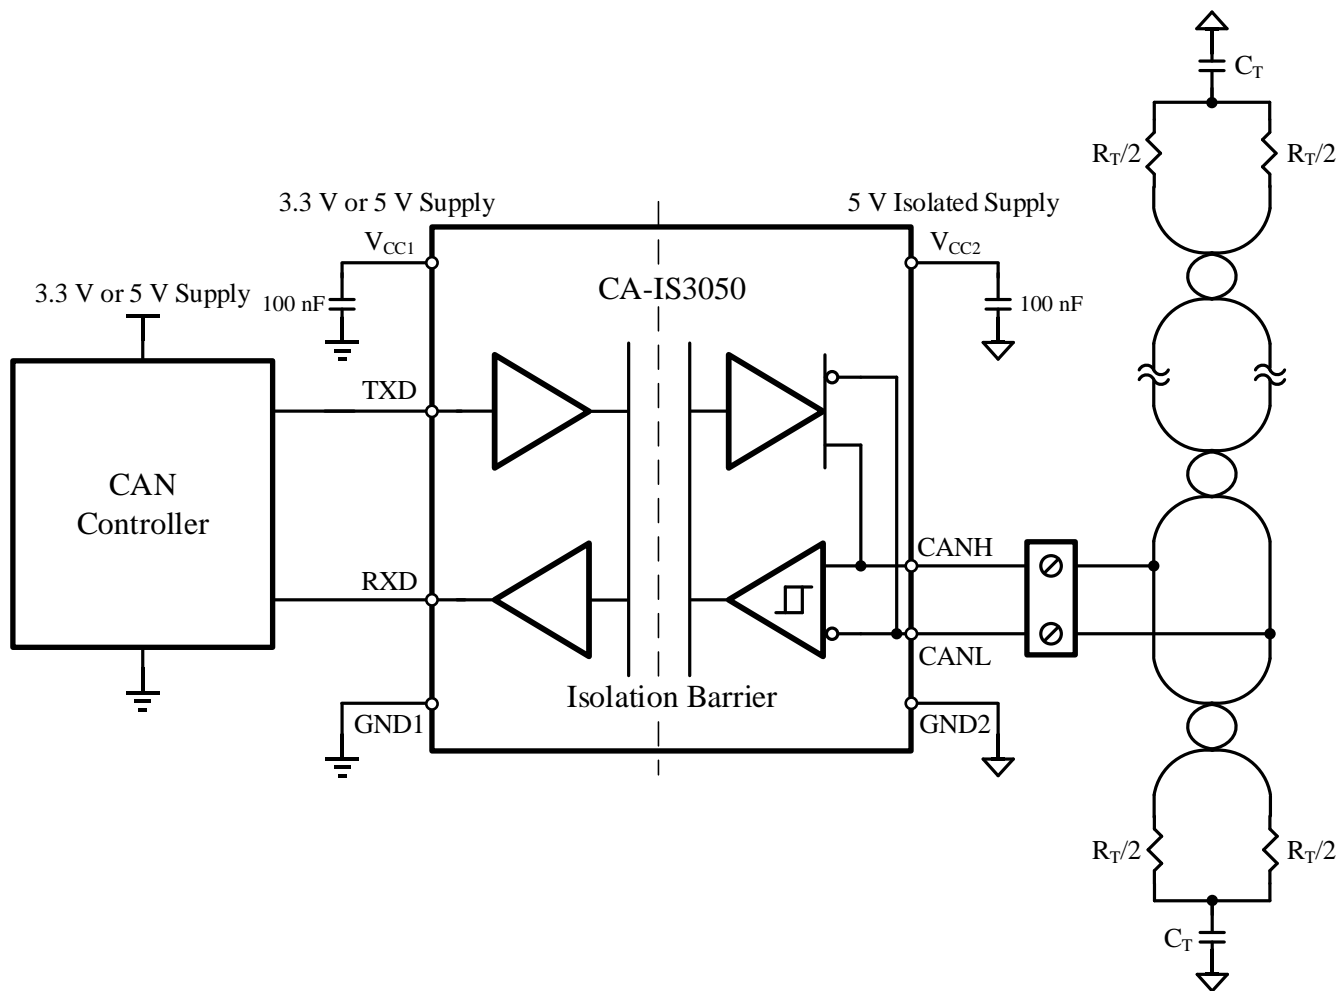 C_T
R_T/2
R_T/2
3.3 V or 5 V Supply
5 V Isolated Supply
V_CC1
V_CC2
CA-IS3050
3.3 V or 5 V Supply
100 nF
100 nF
TXD
CAN
Controller
CANH
RXD
CANL
Isolation Barrier
GND1
GND2
R_T/2
R_T/2
C_T